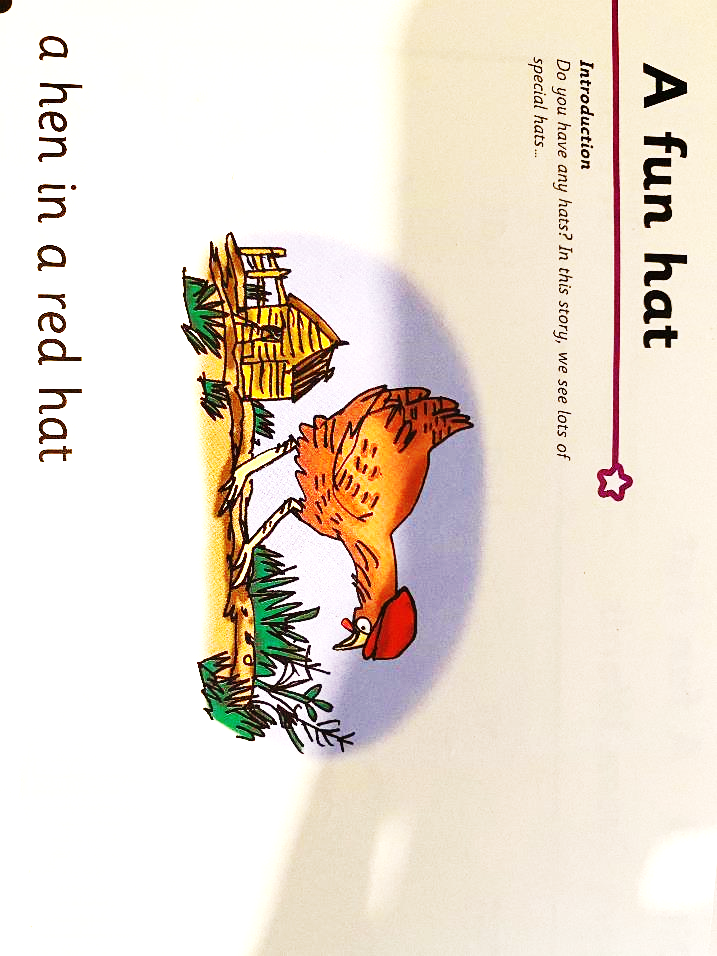 A fun hat
Introduction
Do you have any hats? In this story, we see lots of
special hats...
a hen in a red hat